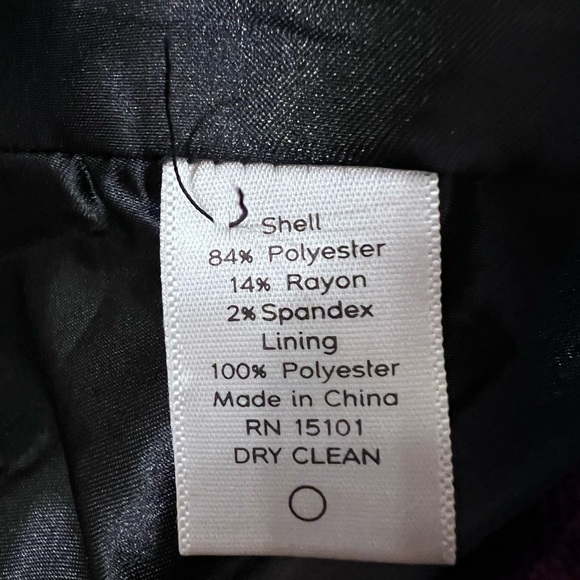 Shell
84% Polyester
14% Rayon
2% Spandex
Lining
100% Polyester
Made in China
RN 15101
DRY CLEAN